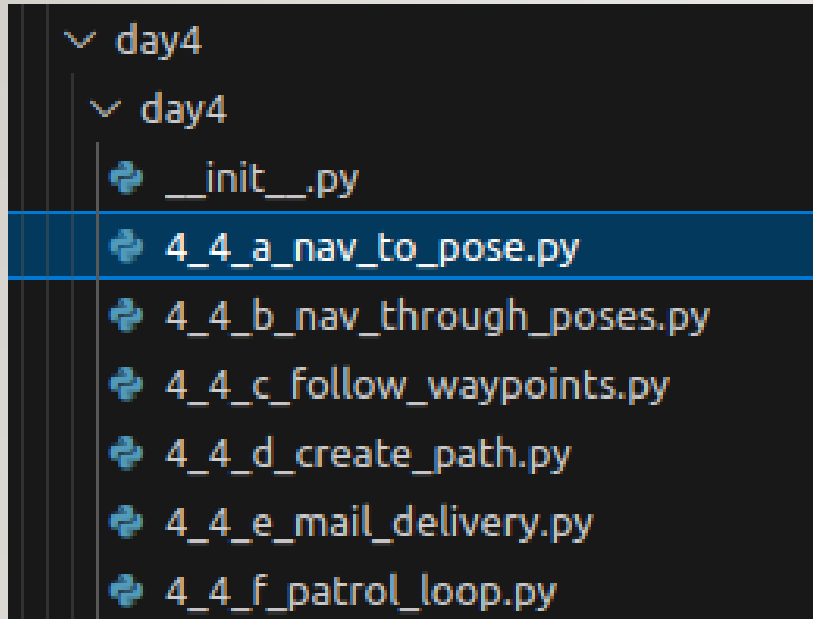 day4
day4
__init__.py
4_4_a_nav_to_pose.py
4_4_b_nav_through_poses.py
4_4_c_follow_waypoints.py
4_4_d_create_path.py
4_4_e_mail_delivery.py
4_4_f_patrol_loop.py